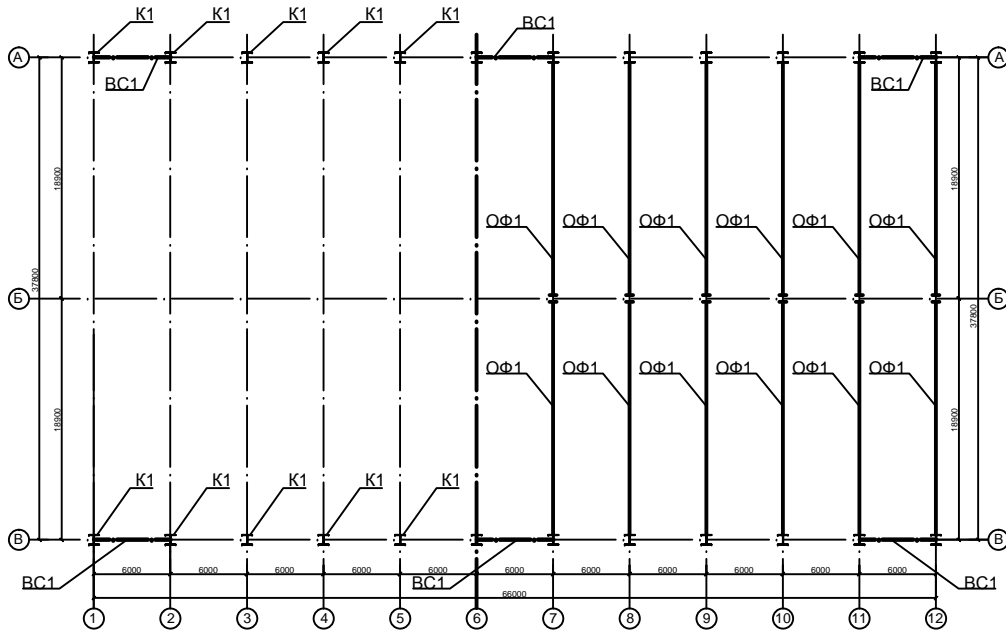 К1 К1 К1 К1 К1
ВС1
А А
ВС1 ВС1
18900 18900
ОФ1 ОФ1 ОФ1 ОФ1 ОФ1 ОФ1
37800
Б Б
37800
ОФ1 ОФ1 ОФ1 ОФ1 ОФ1 ОФ1
18900 18900
К1 К1 К1 К1 К1
В В
6000 6000 6000 6000 6000 6000 6000 6000 6000 6000 6000
ВС1 ВС1 ВС1
66000
1 2 3 4 5 6 7 8 9 10 11 12